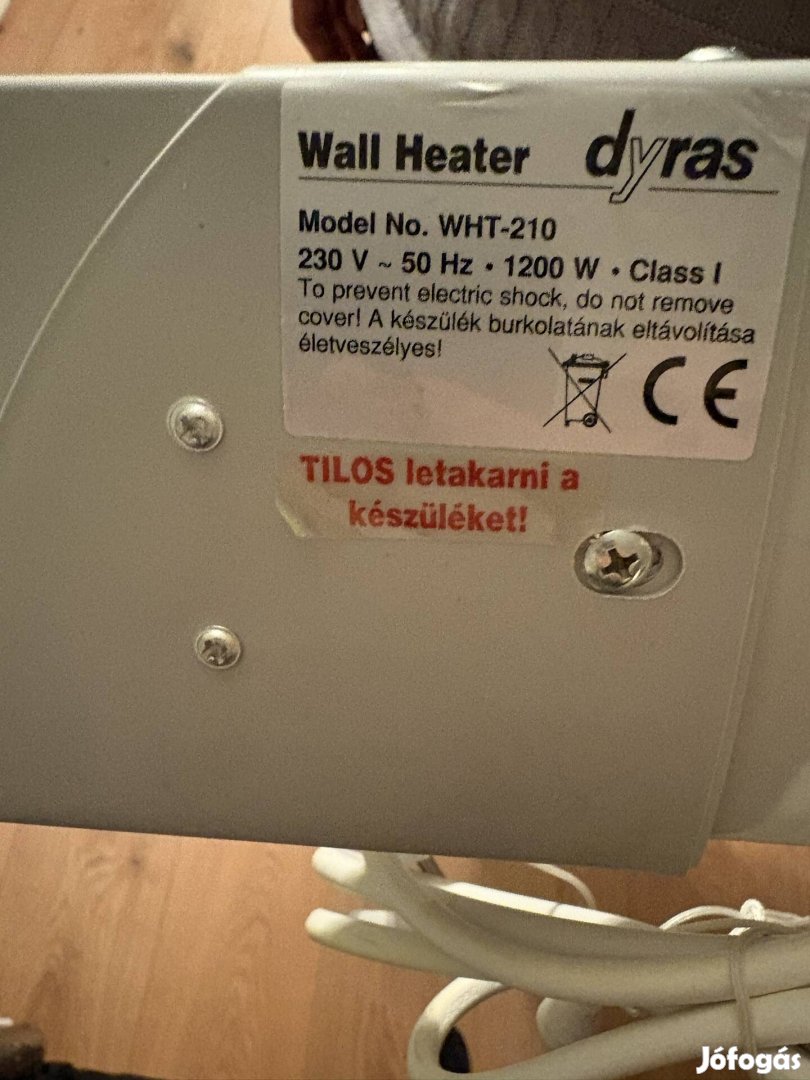 Wall Heater dyras
Model No. WHT-210
230 V ~ 50 Hz • 1200 W • Class I
To prevent electric shock, do not remove
cover! A készülék burkolatának eltávolítása
életveszélyes!
CE
TILOS letakarni a
készüléket!
Jófogás